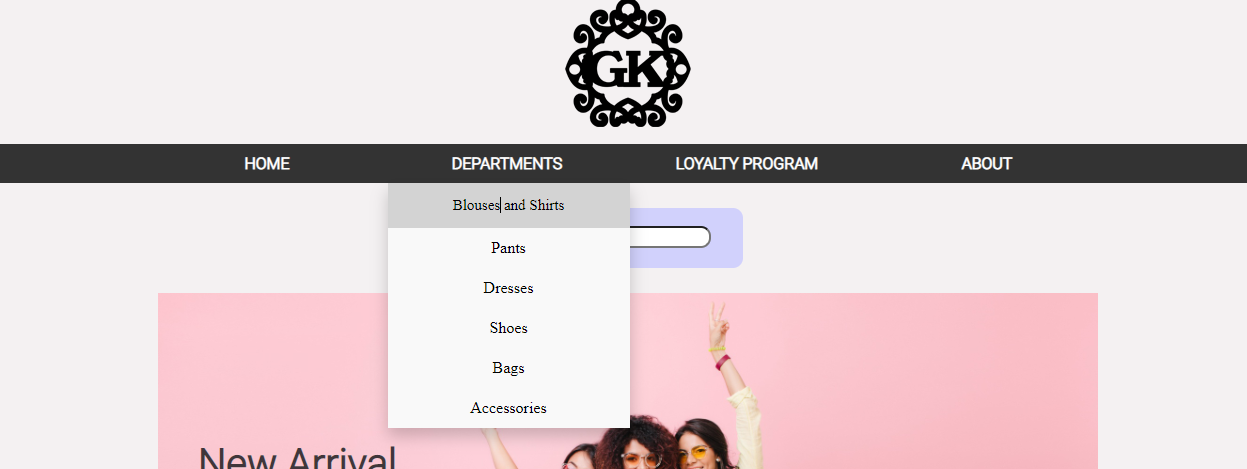 GK
HOME DEPARTMENTS LOYALTY PROGRAM ABOUT
Blouses and Shirts
Pants
Dresses
Shoes
Bags
Accessories
New Arrival